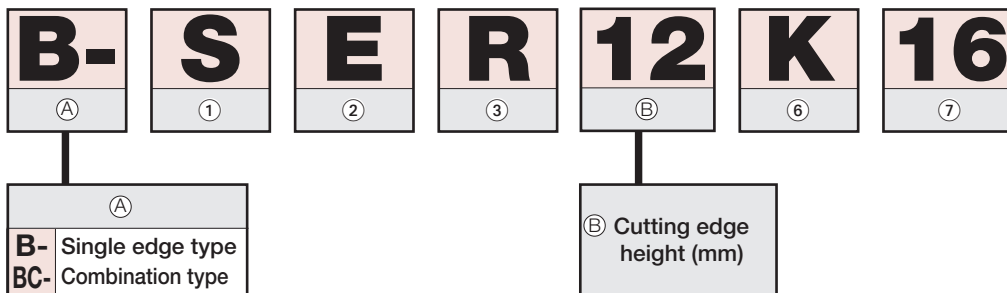 B- S E R 12 K 16
Ⓐ ① ② ③ Ⓑ ⑥ ⑦
Ⓐ
B- Single edge type
BC- Combination type
Ⓑ Cutting edge
height (mm)